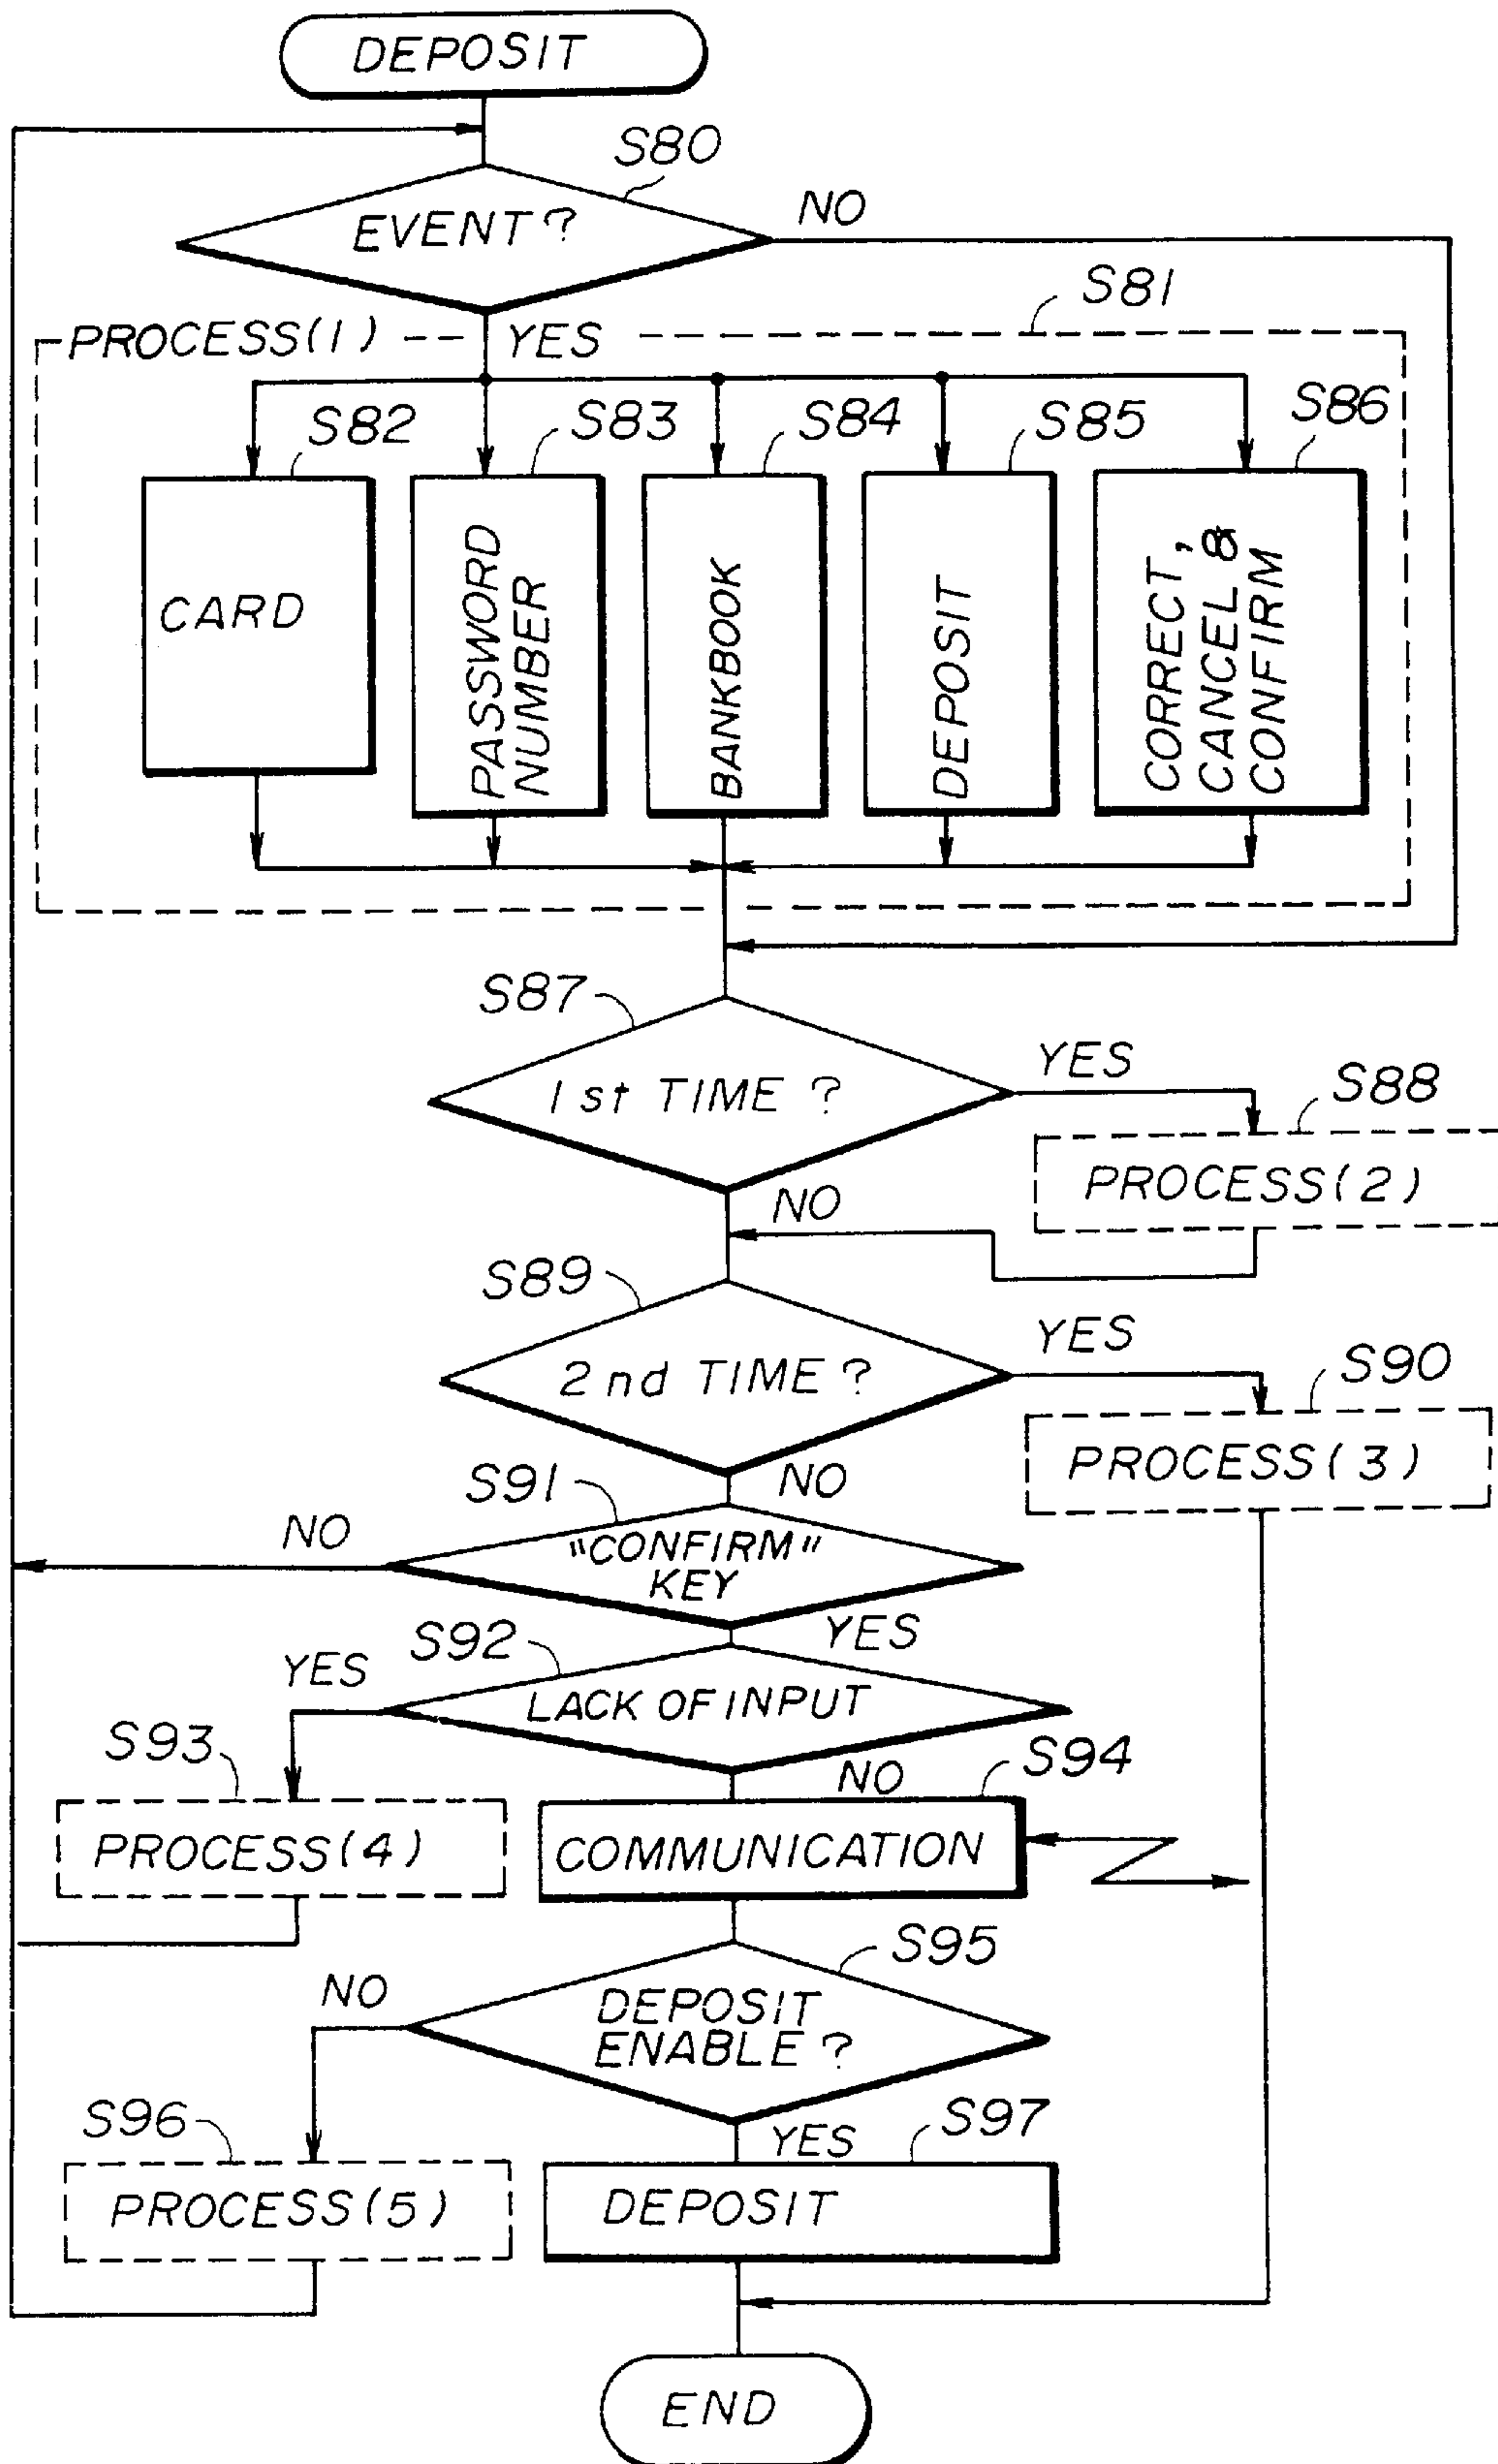 DEPOSIT
S80
EVENT?
NO
S81
PROCESS(1)
YES
S82
S83
S84
S85
S86
CARD
PASSWORD
NUMBER
BANKBOOK
DEPOSIT
CORRECT,
CANCEL &
CONFIRM
S87
1st TIME?
YES
S88
PROCESS(2)
NO
S89
2nd TIME?
YES
S90
PROCESS(3)
NO
S91
"CONFIRM"
KEY
NO
YES
S92
LACK OF INPUT
YES
NO
S93
PROCESS(4)
S94
COMMUNICATION
S95
DEPOSIT
ENABLE?
NO
YES
S96
PROCESS(5)
S97
DEPOSIT
END